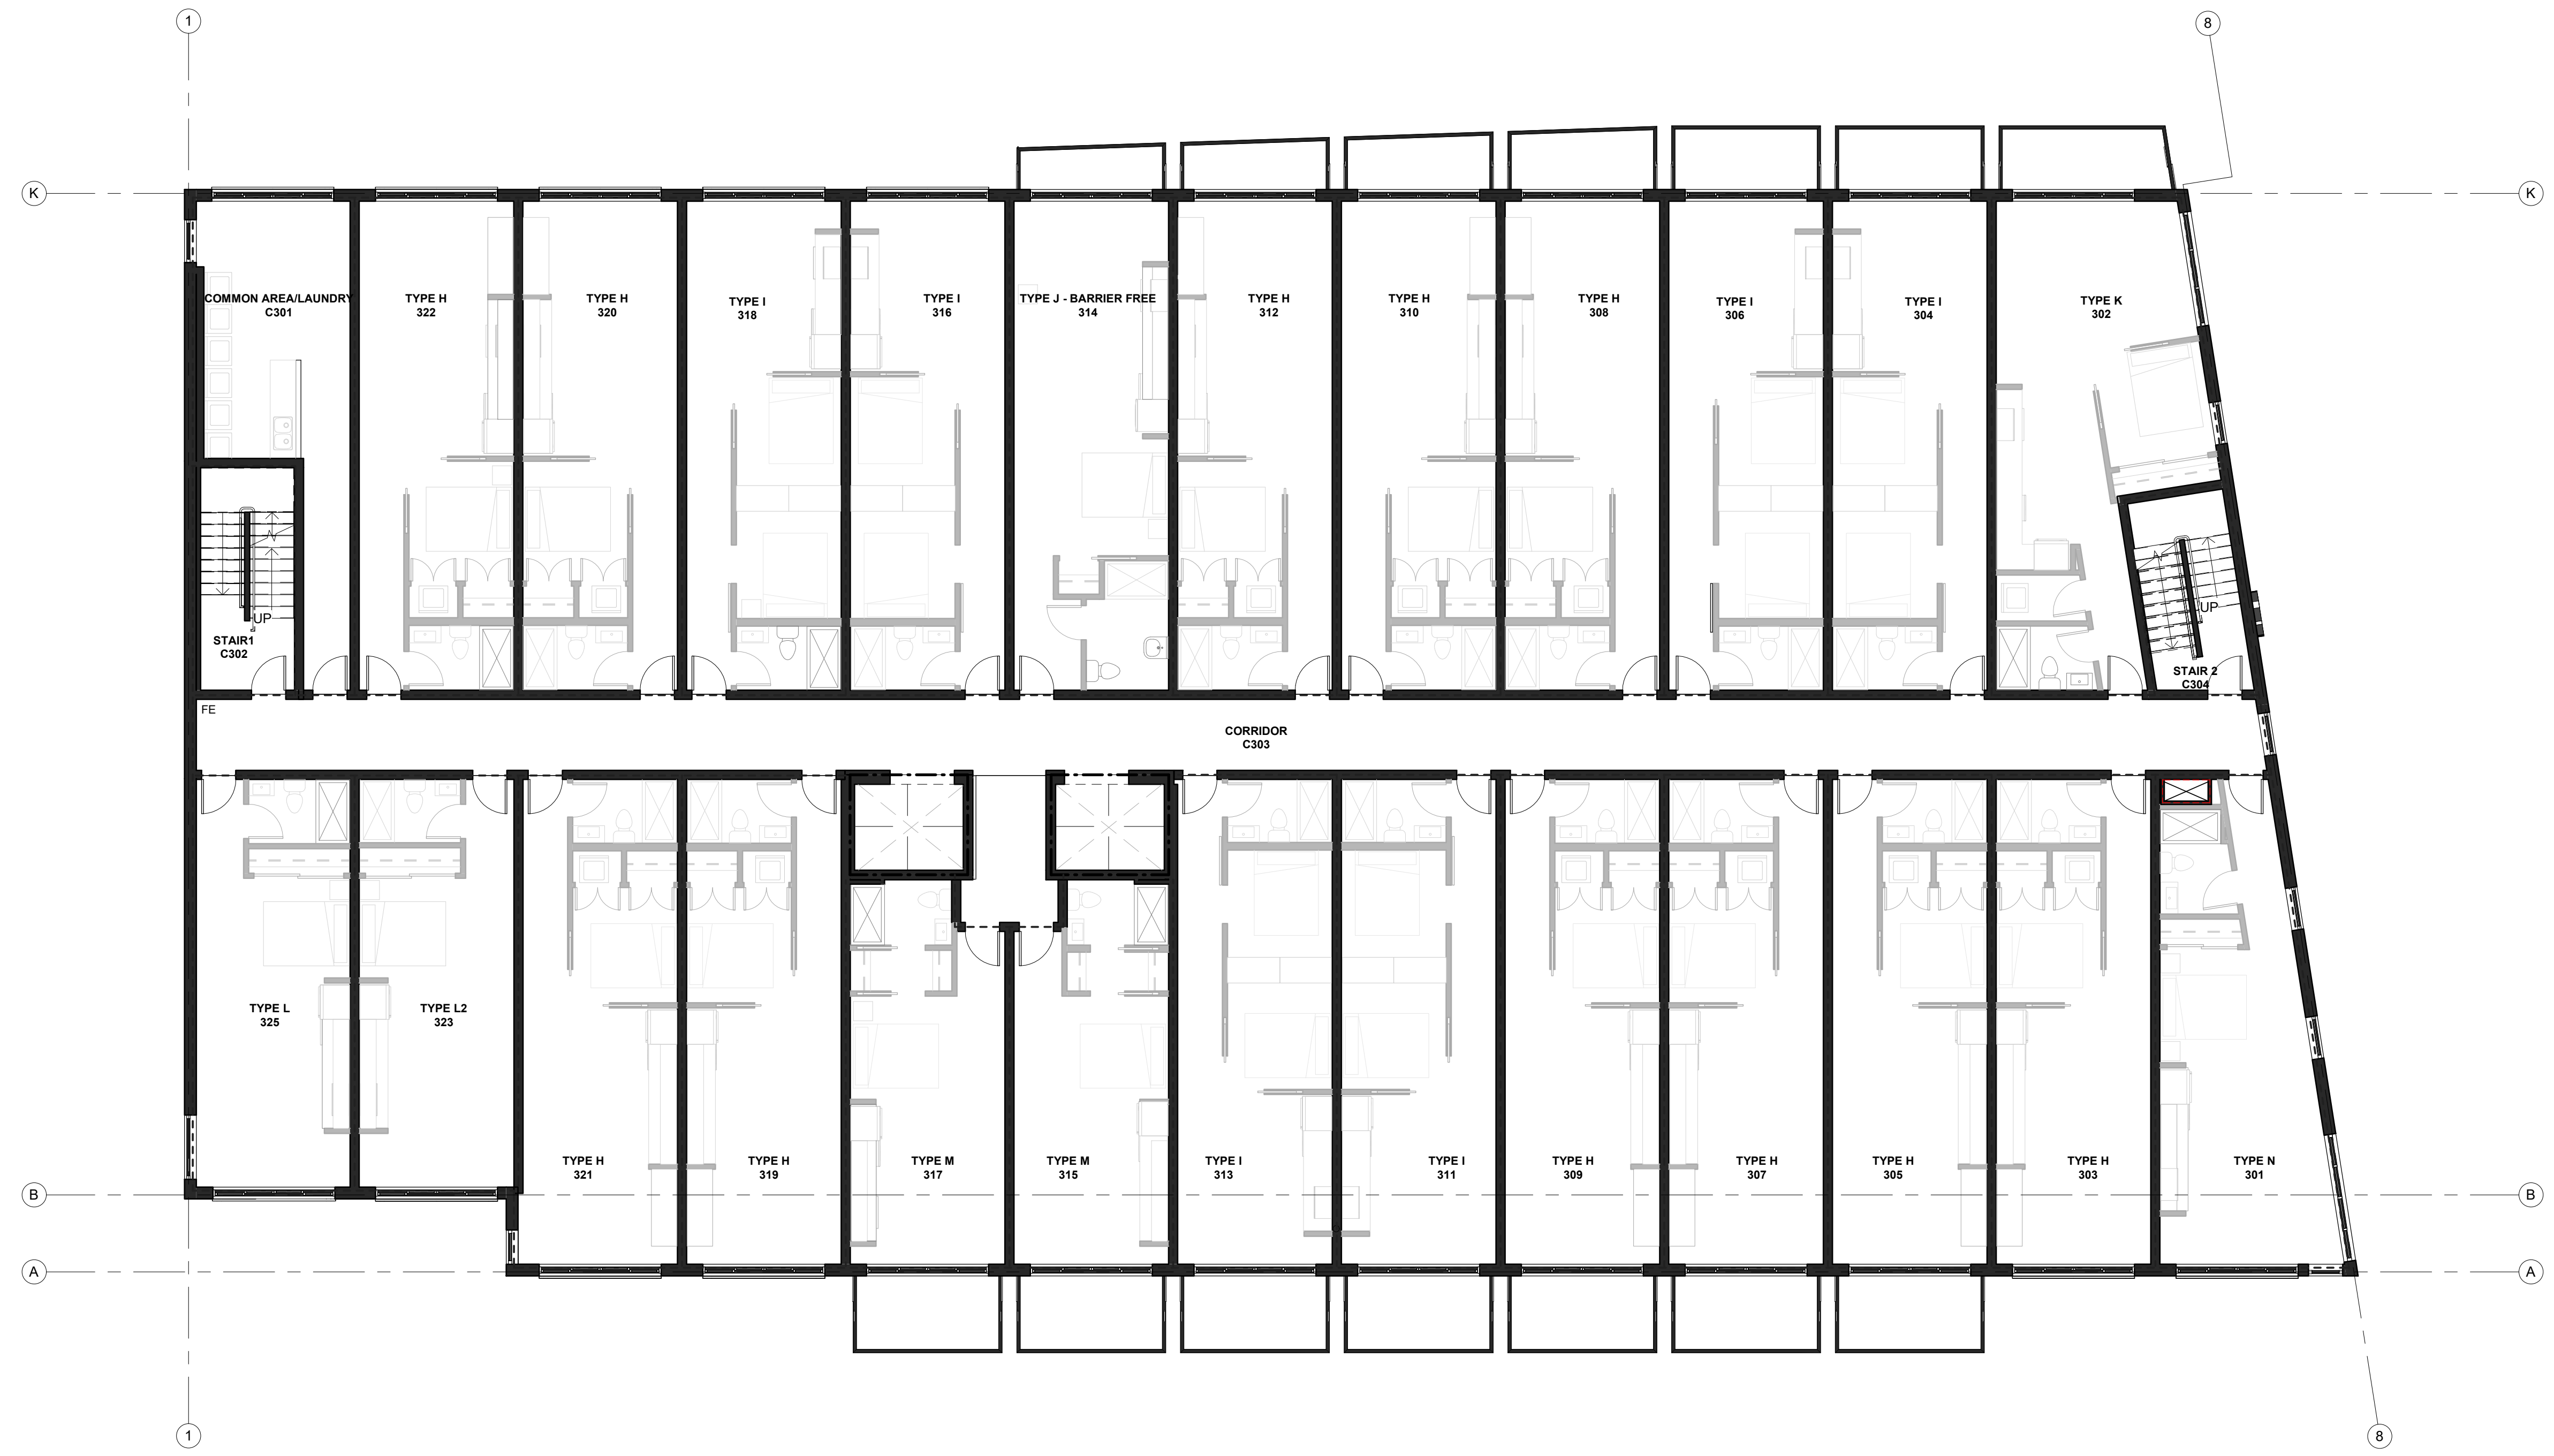 1
8
K
K
COMMON AREA/LAUNDRY
C301
TYPE H
322
TYPE H
320
TYPE I
318
TYPE I
316
TYPE J - BARRIER FREE
314
TYPE H
312
TYPE H
310
TYPE H
308
TYPE I
306
TYPE I
304
TYPE K
302
UP
STAIR1
C302
UP
STAIR 2
C304
FE
CORRIDOR
C303
TYPE L
325
TYPE L2
323
TYPE H
321
TYPE H
319
TYPE M
317
TYPE M
315
TYPE I
313
TYPE I
311
TYPE H
309
TYPE H
307
TYPE H
305
TYPE H
303
TYPE N
301
B
B
A
A
1
8